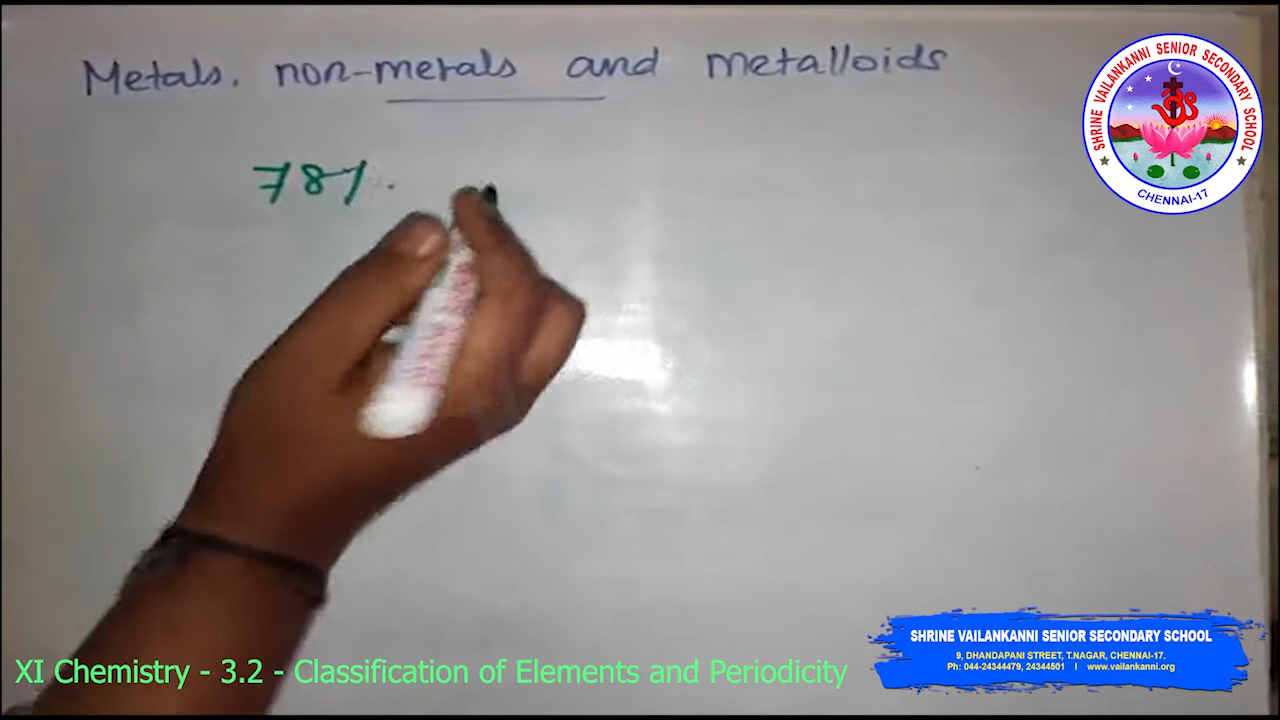 Metals. non-metals and metalloids
78%.
SHRINE VAILANKANNI SENIOR SECONDARY SCHOOL
CHENNAI-17
SHRINE VAILANKANNI SENIOR SECONDARY SCHOOL
9, DHANDAPANI STREET, T.NAGAR, CHENNAI-17.
Ph: 044-24344479, 24344501 I www.vailankanni.org
XI Chemistry - 3.2 - Classification of Elements and Periodicity